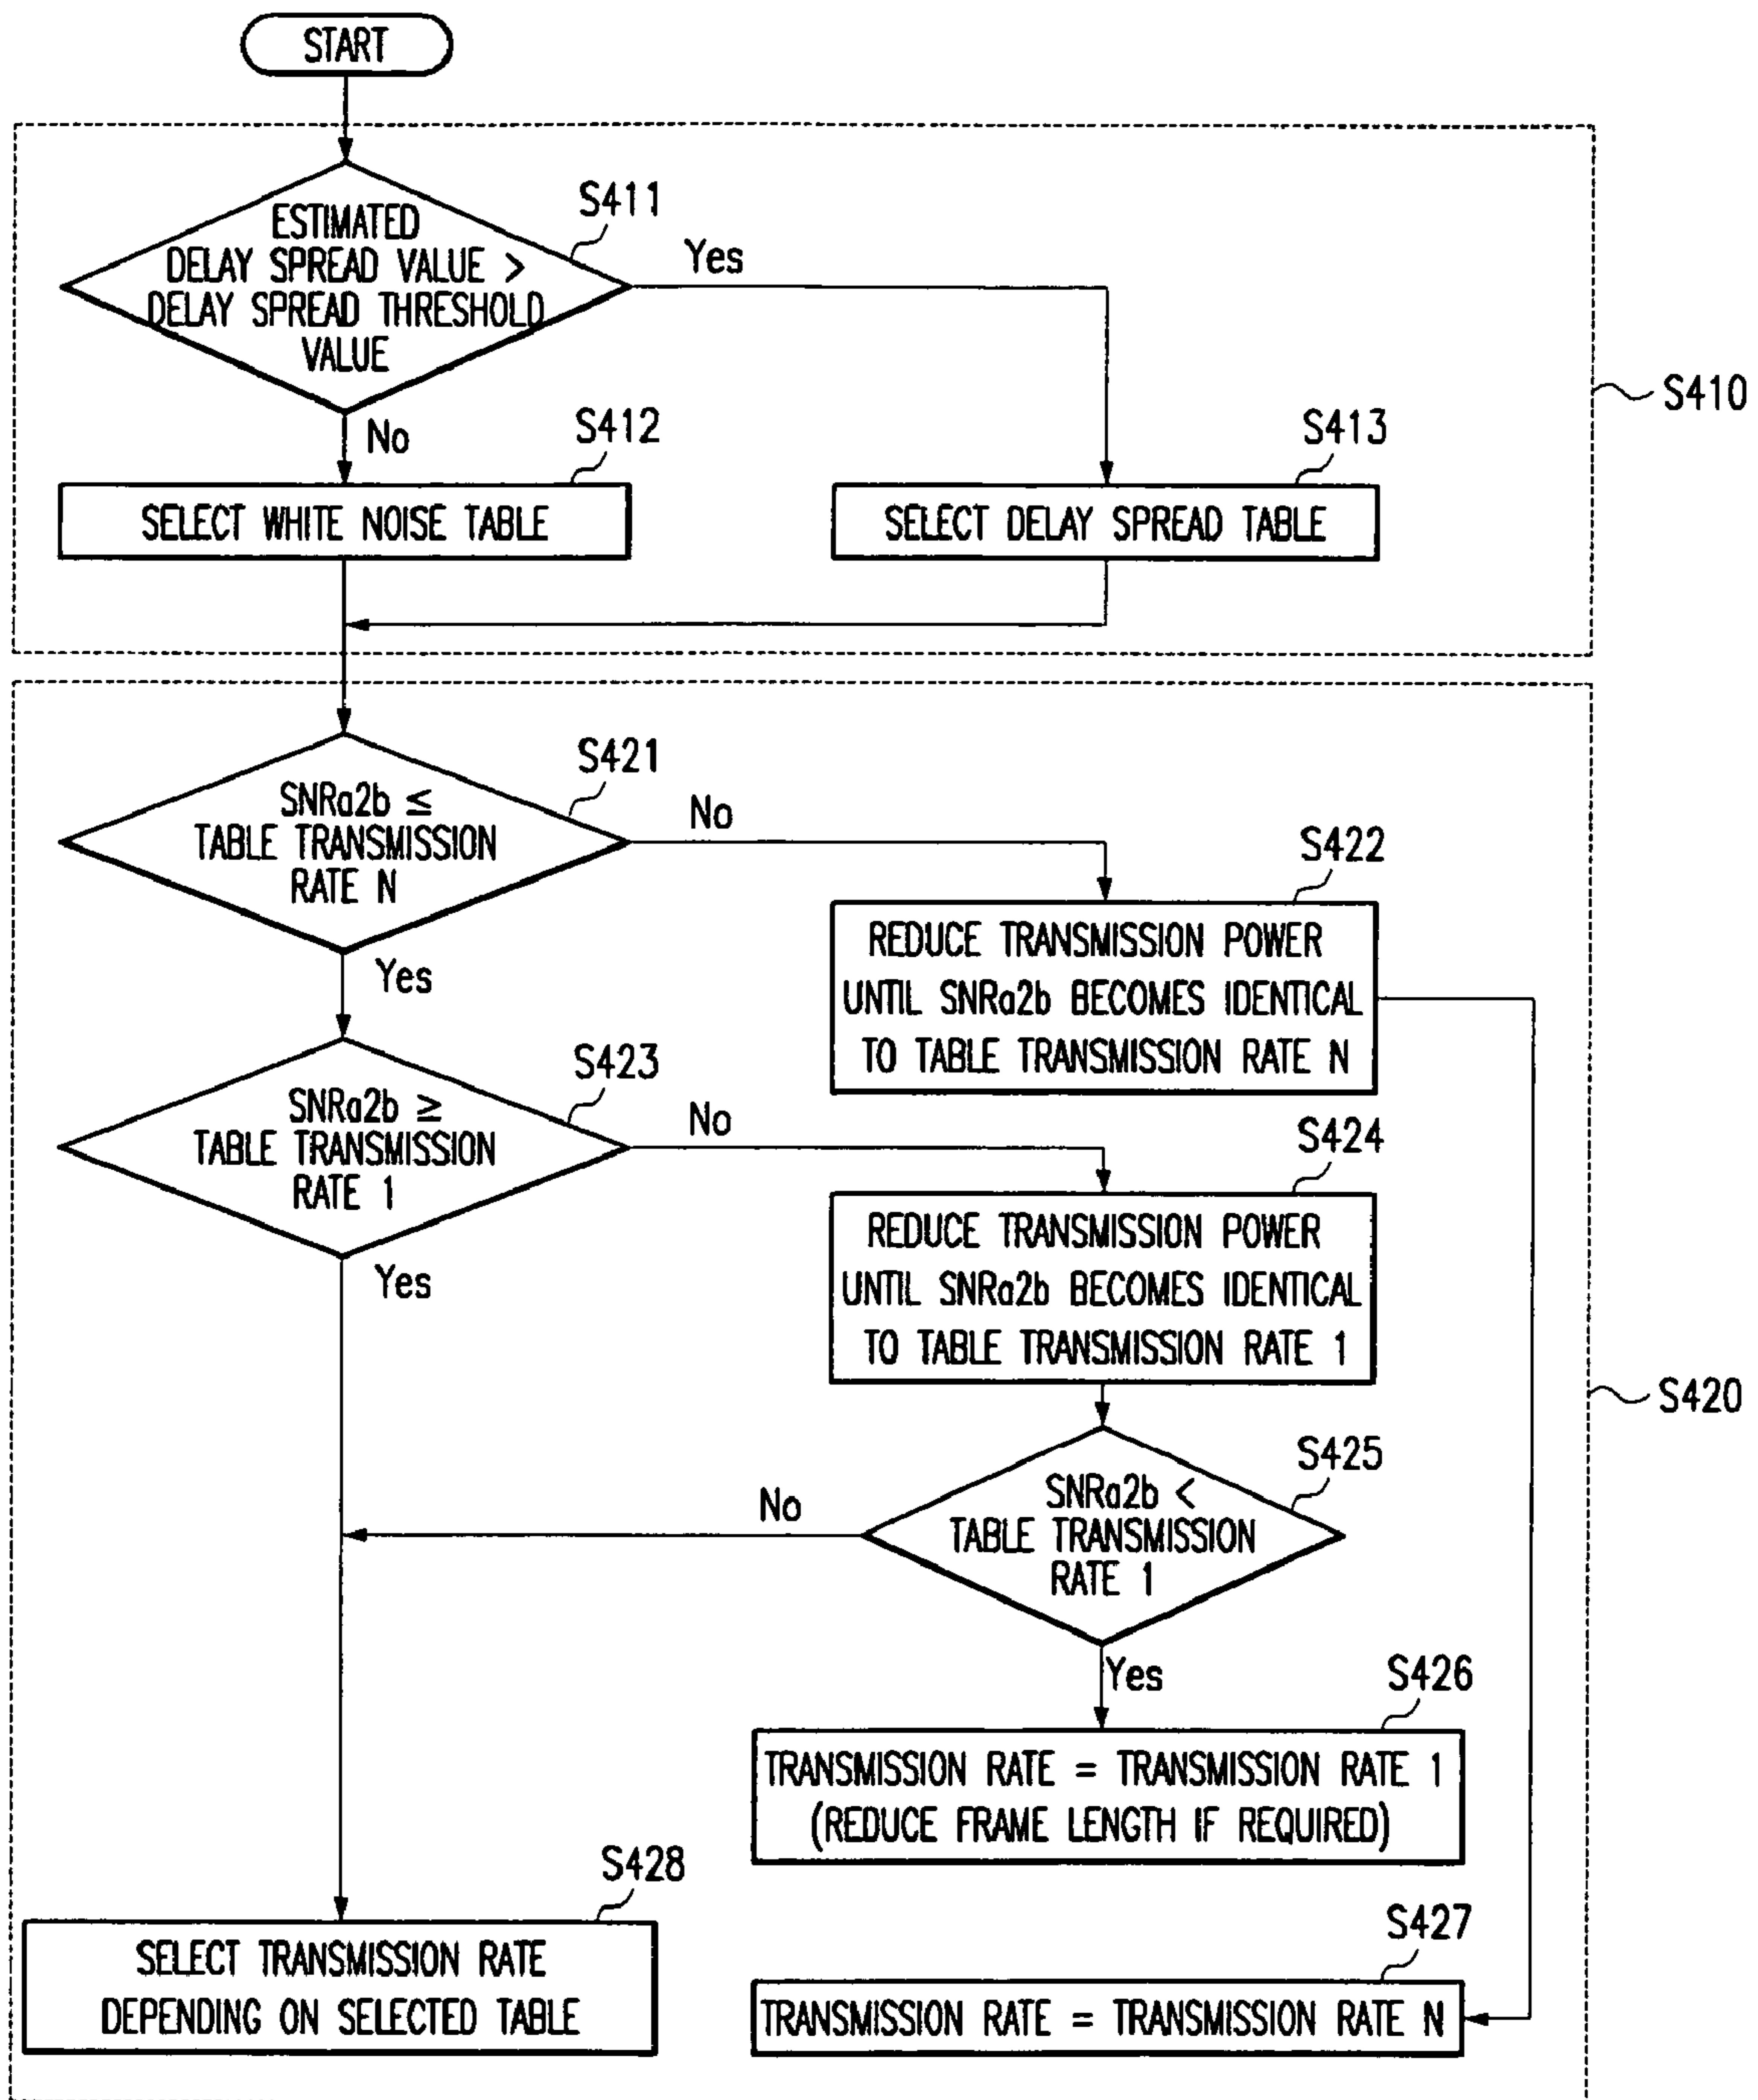 START
S411
ESTIMATED
DELAY SPREAD VALUE >
DELAY SPREAD THRESHOLD
VALUE
Yes
No
S410
S412
SELECT WHITE NOISE TABLE
S413
SELECT DELAY SPREAD TABLE
S421
SNRa2b ≤
TABLE TRANSMISSION
RATE N
No
Yes
S422
REDUCE TRANSMISSION POWER
UNTIL SNRa2b BECOMES IDENTICAL
TO TABLE TRANSMISSION RATE N
S423
SNRa2b ≥
TABLE TRANSMISSION
RATE 1
No
Yes
S424
REDUCE TRANSMISSION POWER
UNTIL SNRa2b BECOMES IDENTICAL
TO TABLE TRANSMISSION RATE 1
S420
S425
SNRa2b <
TABLE TRANSMISSION
RATE 1
No
Yes
S426
TRANSMISSION RATE = TRANSMISSION RATE 1
(REDUCE FRAME LENGTH IF REQUIRED)
S428
SELECT TRANSMISSION RATE
DEPENDING ON SELECTED TABLE
S427
TRANSMISSION RATE = TRANSMISSION RATE N